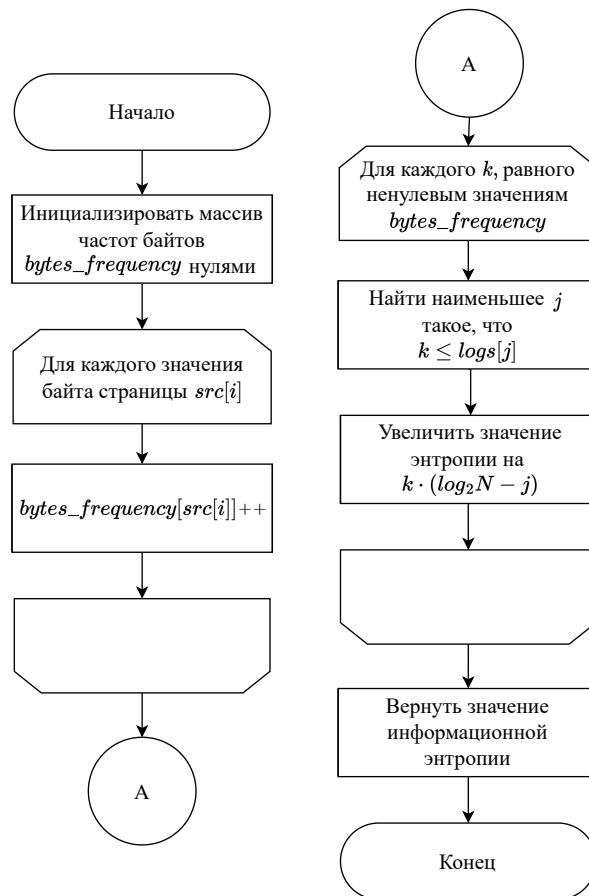 Начало
Инициализировать массив
частот байтов
bytes_frequency нулями
Для каждого значения
байта страницы src[i]
bytes_frequency[src[i]]++
A
A
Для каждого k, равного
ненулевым значениям
bytes_frequency
Найти наименьшее j
такое, что
k ≤ logs[j]
Увеличить значение
энтропии на
k · (log₂N − j)
Вернуть значение
информационной
энтропии
Конец